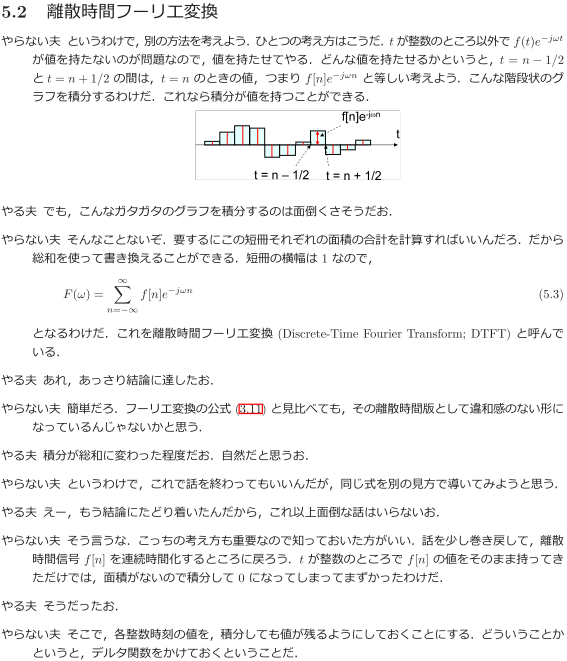 5.2 離散時間フーリエ変換
やらない夫 というわけで，別の方法を考えよう．ひとつの考え方はこうだ．t が整数のところ以外で f(t)e^{-jωt}
が値を持たないのが問題なので，値を持たせてやる．どんな値を持たせるかというと，t = n − 1/2
と t = n + 1/2 の間は，t = n のときの値，つまり f[n]e^{-jωn} と等しい考えよう．こんな階段状のグ
ラフを積分するわけだ．これなら積分が値を持つことができる．
f[n]e^{-jωn}
t
t = n – 1/2
t = n + 1/2
やる夫 でも，こんなガタガタのグラフを積分するのは面倒くさそうだお．
やらない夫 そんなことないぞ．要するにこの短冊それぞれの面積の合計を計算すればいいんだろ．だから
総和を使って書き換えることができる．短冊の横幅は 1 なので，
F(ω) = ∑_{n=−∞}^{∞} f[n]e^{-jωn} (5.3)
となるわけだ．これを離散時間フーリエ変換 (Discrete-Time Fourier Transform; DTFT) と呼んで
いる．
やる夫 あれ，あっさり結論に達したお．
やらない夫 簡単だろ．フーリエ変換の公式 (3.11) と見比べても，その離散時間版として違和感のない形に
なっているんじゃないかと思う．
やる夫 積分が総和に変わった程度だお．自然だと思うお．
やらない夫 というわけで，これで話を終わってもいいんだが，同じ式を別の見方で導いてみようと思う．
やる夫 えー，もう結論にたどり着いたんだから，これ以上面倒な話はいらないお．
やらない夫 そう言うな．こっちの考え方も重要なので知っておいた方がいい．話を少し巻き戻して，離散
時間信号 f[n] を連続時間化するところに戻ろう．t が整数のところで f[n] の値をそのまま持ってき
ただけでは，面積がないので積分して 0 になってしまってまずかったわけだ．
やる夫 そうだったお．
やらない夫 そこで，各整数時刻の値を，積分しても値が残るようにしておくことにする．どういうことか
というと，デルタ関数をかけておくということだ．